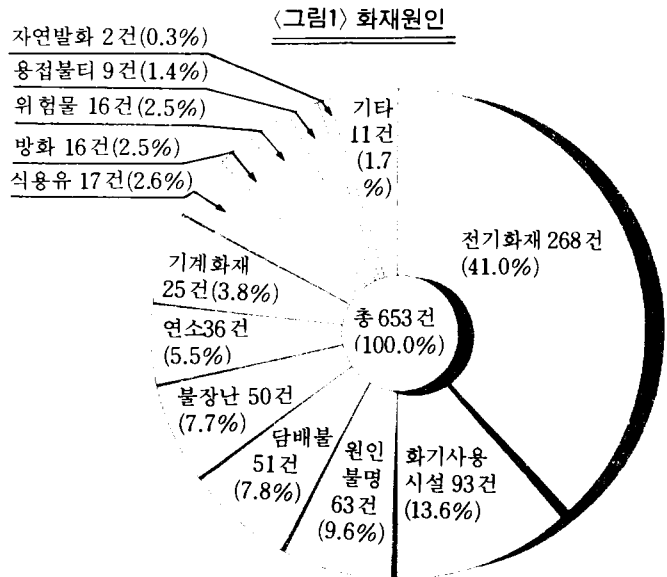 〈그림1〉 화재원인
자연발화 2건(0.3%)
용접불티 9건(1.4%)
위험물 16건(2.5%)
방화 16건(2.5%)
식용유 17건(2.6%)
기타
11건
(1.7
%)
전기화재 268건
(41.0%)
기계화재
25건(3.8%)
총 653건
(100.0%)
연소36건
(5.5%)
불장난 50건
(7.7%)
담배불
51건
(7.8%)
원인
불명
63건
(9.6%)
화기사용
시설 93건
(13.6%)